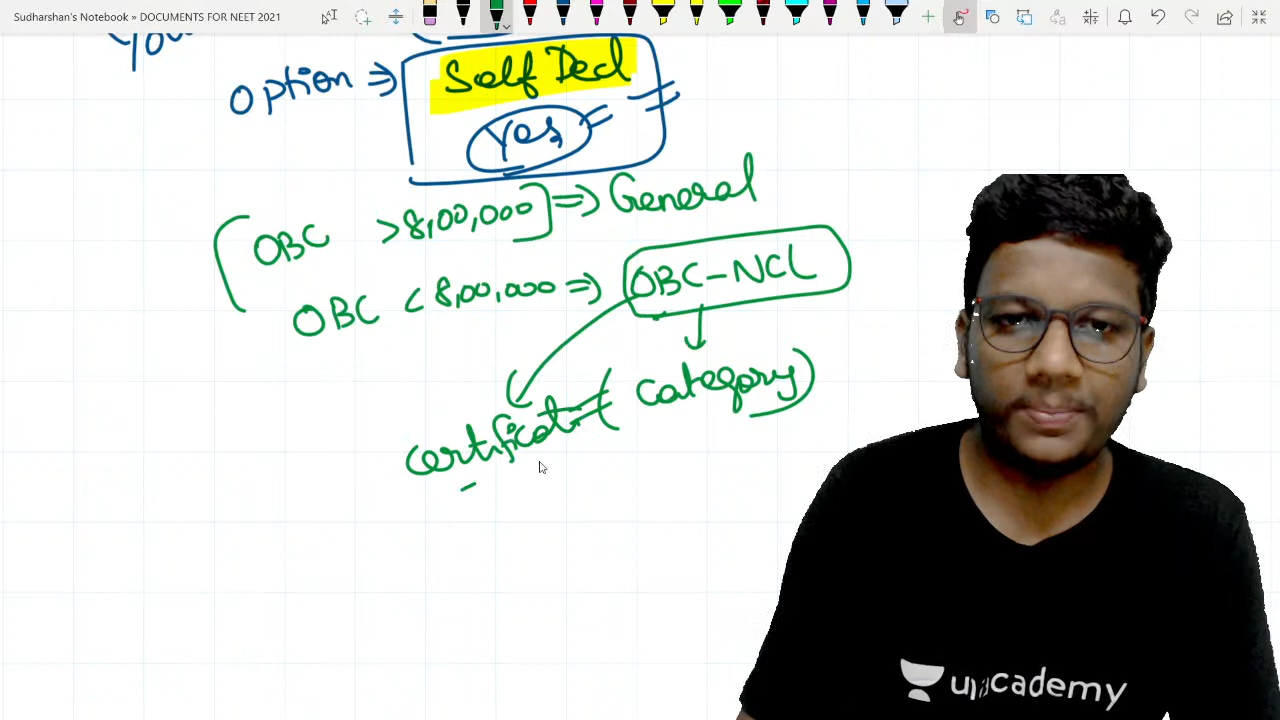 Sudharshan's Notebook » DOCUMENTS FOR NEET 2021
You
option ⇒ Self Decl
Yes
OBC >8,00,000 ⇒ General
OBC <8,00,000 ⇒ OBC-NCL
category)
certificate
unacademy